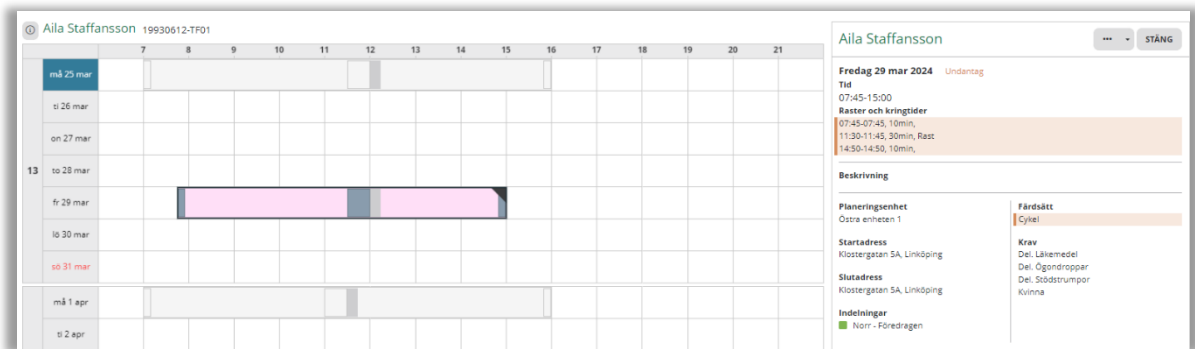 Aila Staffansson 19930612-TF01
7 8 9 10 11 12 13 14 15 16 17 18 19 20 21
må 25 mar
ti 26 mar
on 27 mar
13 to 28 mar
fr 29 mar
lö 30 mar
sö 31 mar
må 1 apr
ti 2 apr
Aila Staffansson ... STÄNG
Fredag 29 mar 2024 Undantag
Tid
07:45-15:00
Raster och kringtider
07:45-07:45, 10min,
11:30-11:45, 30min, Rast
14:50-14:50, 10min,
Beskrivning
Planeringsenhet
Östra enheten 1
Startadress
Klostergatan 5A, Linköping
Slutadress
Klostergatan 5A, Linköping
Indelningar
Norr - Föredragen
Färdsätt
Cykel
Krav
Del. Läkemedel
Del. Ögondroppar
Del. Stödstrumpor
Kvinna